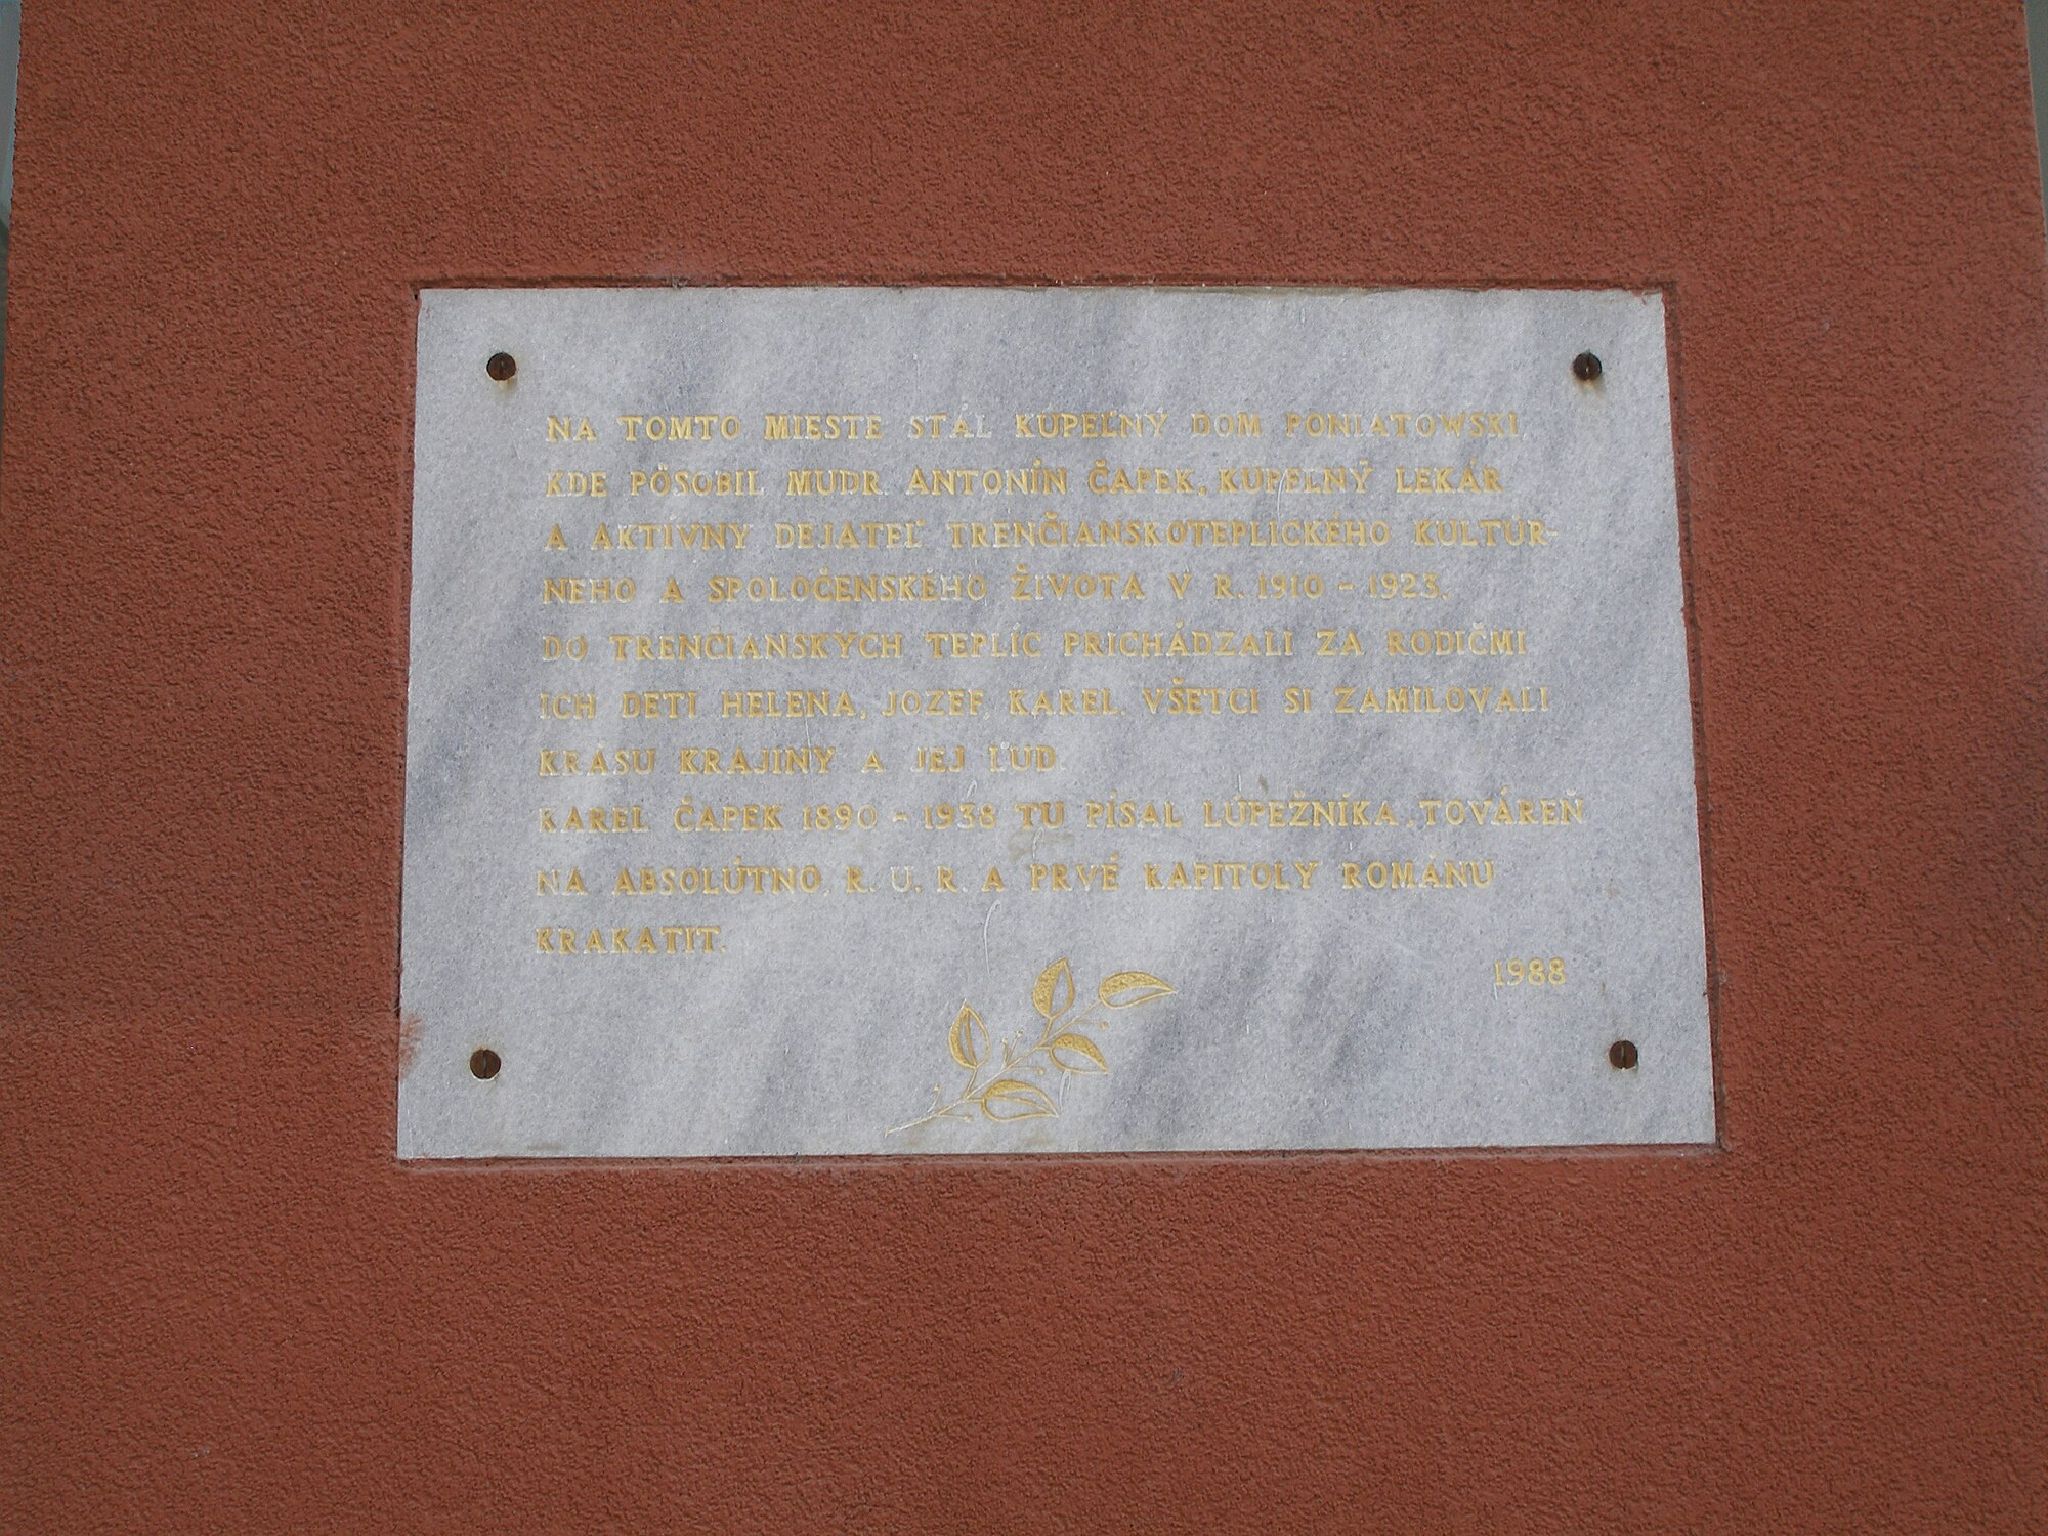 NA TOMTO MIESTE STÁL KÚPEĽNÝ DOM PONIATOWSKI,
KDE PÔSOBIL MUDR. ANTONÍN ČAPEK, KÚPEĽNÝ LEKÁR
A AKTÍVNY DEJATEĽ TRENČIANSKOTEPLICKÉHO KULTÚR-
NEHO A SPOLOČENSKÉHO ŽIVOTA V R. 1910 - 1923.
DO TRENČIANSKYCH TEPLÍC PRICHÁDZALI ZA RODIČMI
ICH DETI HELENA, JOZEF, KAREL. VŠETCI SI ZAMILOVALI
KRÁSU KRAJINY A JEJ ĽUD.
KAREL ČAPEK 1890 - 1938 TU PÍSAL LÚPEŽNÍKA, TOVÁREŇ
NA ABSOLÚTNO, R. U. R. A PRVÉ KAPITOLY ROMÁNU
KRAKATIT.
1988